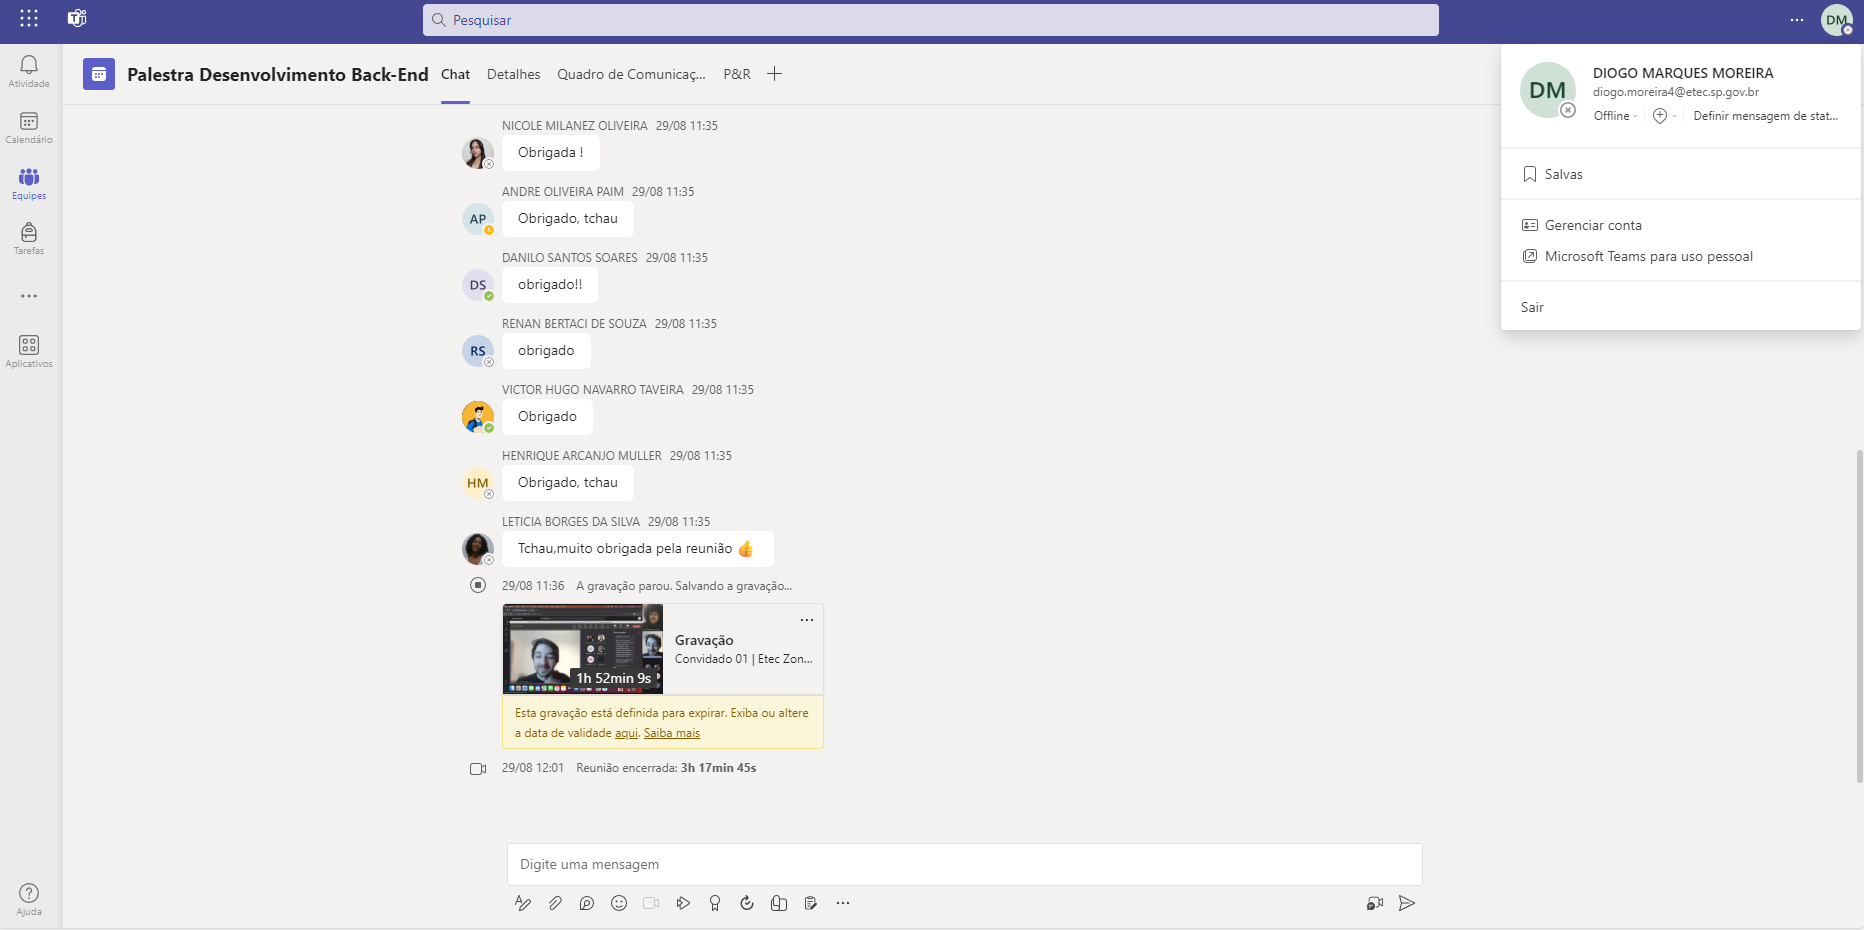 Pesquisar
DM
Atividade
Calendário
Equipes
Tarefas
Aplicativos
Ajuda
Palestra Desenvolvimento Back-End
Chat
Detalhes
Quadro de Comunicaç...
P&R
NICOLE MILANEZ OLIVEIRA 29/08 11:35
Obrigada !
ANDRE OLIVEIRA PAIM 29/08 11:35
AP
Obrigado, tchau
DANILO SANTOS SOARES 29/08 11:35
DS
obrigado!!
RENAN BERTACI DE SOUZA 29/08 11:35
RS
obrigado
VICTOR HUGO NAVARRO TAVEIRA 29/08 11:35
Obrigado
HENRIQUE ARCANJO MULLER 29/08 11:35
HM
Obrigado, tchau
LETICIA BORGES DA SILVA 29/08 11:35
Tchau,muito obrigada pela reunião 👍
29/08 11:36 A gravação parou. Salvando a gravação...
1h 52min 9s
Gravação
Convidado 01 | Etec Zon...
Esta gravação está definida para expirar. Exiba ou altere
a data de validade aqui. Saiba mais
29/08 12:01 Reunião encerrada: 3h 17min 45s
Digite uma mensagem
DM
DIOGO MARQUES MOREIRA
diogo.moreira4@etec.sp.gov.br
Offline
Definir mensagem de stat...
Salvas
Gerenciar conta
Microsoft Teams para uso pessoal
Sair